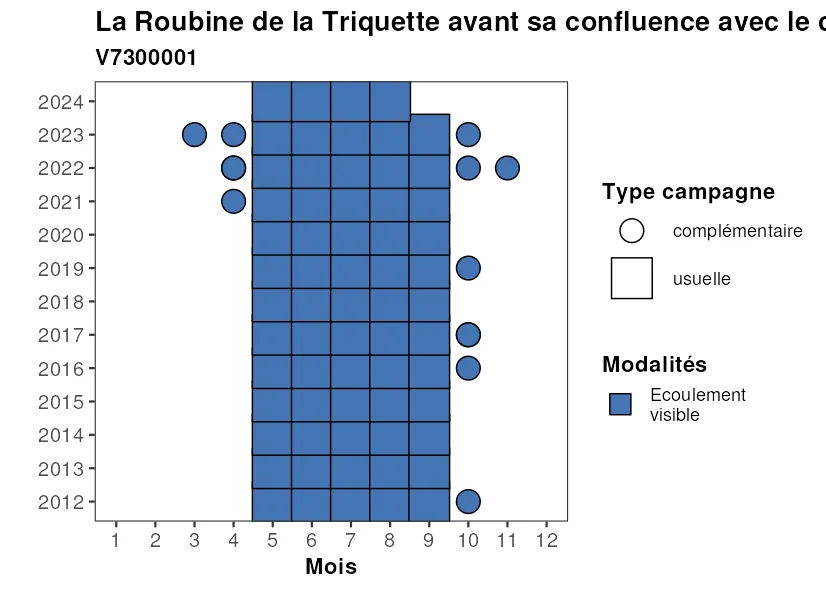 La Roubine de la Triquette avant sa confluence avec le
V7300001
2024
2023
2022
2021
2020
2019
2018
2017
2016
2015
2014
2013
2012
1 2 3 4 5 6 7 8 9 10 11 12
Mois
Type campagne
complémentaire
usuelle
Modalités
Ecoulement
visible